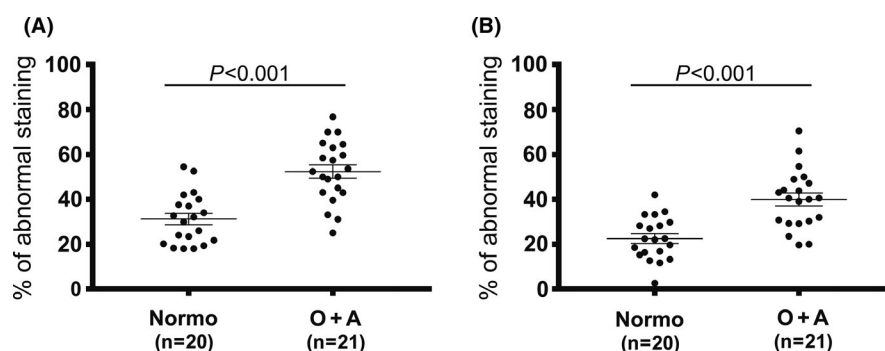 (A)
% of abnormal staining
100
80
60
40
20
0
P<0.001
Normo
(n=20)
O + A
(n=21)
(B)
% of abnormal staining
100
80
60
40
20
0
P<0.001
Normo
(n=20)
O + A
(n=21)